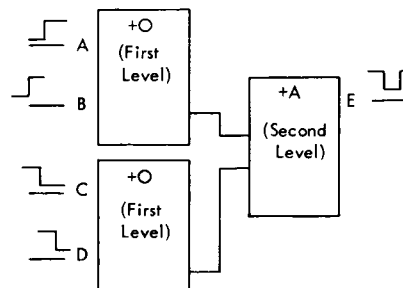 A
+O
(First
Level)
B
+A
E
(Second
Level)
C
+O
(First
Level)
D